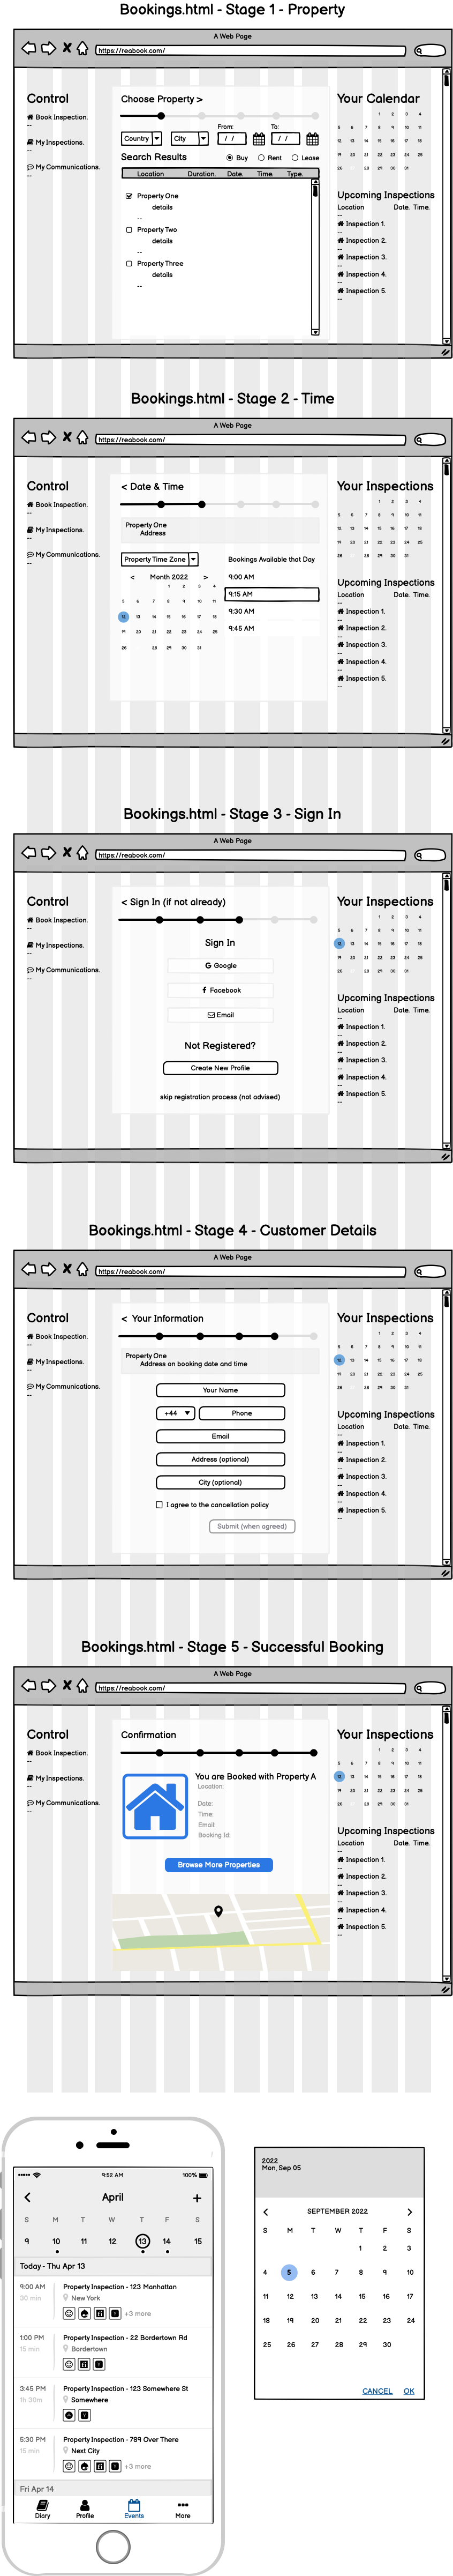 Bookings.html - Stage 1 - Property
A Web Page
https://reabook.com/
Control
Book Inspection.
--
My Inspections.
--
My Communications.
--
Choose Property >
Country
City
From:
/ /
To:
/ /
Search Results
Buy
Rent
Lease
Location Duration. Date. Time. Type.
Property One
details
--
Property Two
details
--
Property Three
details
--
Your Calendar
1 2 3 4
5 6 7 8 9 10 11
12 13 14 15 16 17 18
19 20 21 22 23 24 25
26 28 29 30 31
Upcoming Inspections
Location Date. Time.
--
Inspection 1.
--
Inspection 2.
--
Inspection 3.
--
Inspection 4.
--
Inspection 5.
--
Bookings.html - Stage 2 - Time
A Web Page
https://reabook.com/
Control
Book Inspection.
--
My Inspections.
--
My Communications.
--
< Date & Time
Property One
Address
Property Time Zone
Bookings Available that Day
< Month 2022 >
1 2 3 4
5 6 7 8 9 10 11
12 13 14 15 16 17 18
19 20 21 22 23 24 25
26 28 29 30 31
9:00 AM
9:15 AM
9:30 AM
9:45 AM
Your Inspections
1 2 3 4
5 6 7 8 9 10 11
12 13 14 15 16 17 18
19 20 21 22 23 24 25
26 28 29 30 31
Upcoming Inspections
Location Date. Time.
--
Inspection 1.
--
Inspection 2.
--
Inspection 3.
--
Inspection 4.
--
Inspection 5.
--
Bookings.html - Stage 3 - Sign In
A Web Page
https://reabook.com/
Control
Book Inspection.
--
My Inspections.
--
My Communications.
--
< Sign In (if not already)
Sign In
Google
Facebook
Email
Not Registered?
Create New Profile
skip registration process (not advised)
Your Inspections
1 2 3 4
5 6 7 8 9 10 11
12 13 14 15 16 17 18
19 20 21 22 23 24 25
26 28 29 30 31
Upcoming Inspections
Location Date. Time.
--
Inspection 1.
--
Inspection 2.
--
Inspection 3.
--
Inspection 4.
--
Inspection 5.
--
Bookings.html - Stage 4 - Customer Details
A Web Page
https://reabook.com/
Control
Book Inspection.
--
My Inspections.
--
My Communications.
--
< Your Information
Property One
Address on booking date and time
Your Name
+44
Phone
Email
Address (optional)
City (optional)
I agree to the cancellation policy
Submit (when agreed)
Your Inspections
1 2 3 4
5 6 7 8 9 10 11
12 13 14 15 16 17 18
19 20 21 22 23 24 25
26 28 29 30 31
Upcoming Inspections
Location Date. Time.
--
Inspection 1.
--
Inspection 2.
--
Inspection 3.
--
Inspection 4.
--
Inspection 5.
--
Bookings.html - Stage 5 - Successful Booking
A Web Page
https://reabook.com/
Control
Book Inspection.
--
My Inspections.
--
My Communications.
--
Confirmation
You are Booked with Property A
Location:
Date:
Time:
Email:
Booking Id:
Browse More Properties
Your Inspections
1 2 3 4
5 6 7 8 9 10 11
12 13 14 15 16 17 18
19 20 21 22 23 24 25
26 28 29 30 31
Upcoming Inspections
Location Date. Time.
--
Inspection 1.
--
Inspection 2.
--
Inspection 3.
--
Inspection 4.
--
Inspection 5.
--
9:52 AM
100%
April
+
S M T W T F S
9 10 11 12 13 14 15
Today - Thu Apr 13
9:00 AM
30 min
Property Inspection - 123 Manhattan
New York
+3 more
1:00 PM
15 min
Property Inspection - 22 Bordertown Rd
Bordertown
3:45 PM
1h 30m
Property Inspection - 123 Somewhere St
Somewhere
5:30 PM
15 min
Property Inspection - 789 Over There
Next City
+3 more
Fri Apr 14
Diary
Profile
Events
More
2022
Mon, Sep 05
< SEPTEMBER 2022 >
S M T W T F S
1 2 3
4 5 6 7 8 9 10
11 12 13 14 15 16 17
18 19 20 21 22 23 24
25 26 27 28 29 30
CANCEL OK